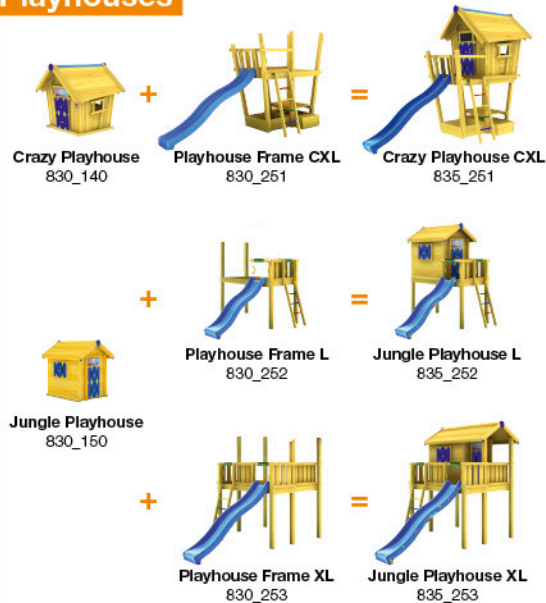 Playhouses
+
=
Crazy Playhouse
830_140
Playhouse Frame CXL
830_251
Crazy Playhouse CXL
835_251
+
=
Playhouse Frame L
830_252
Jungle Playhouse L
835_252
Jungle Playhouse
830_150
+
=
Playhouse Frame XL
830_253
Jungle Playhouse XL
835_253